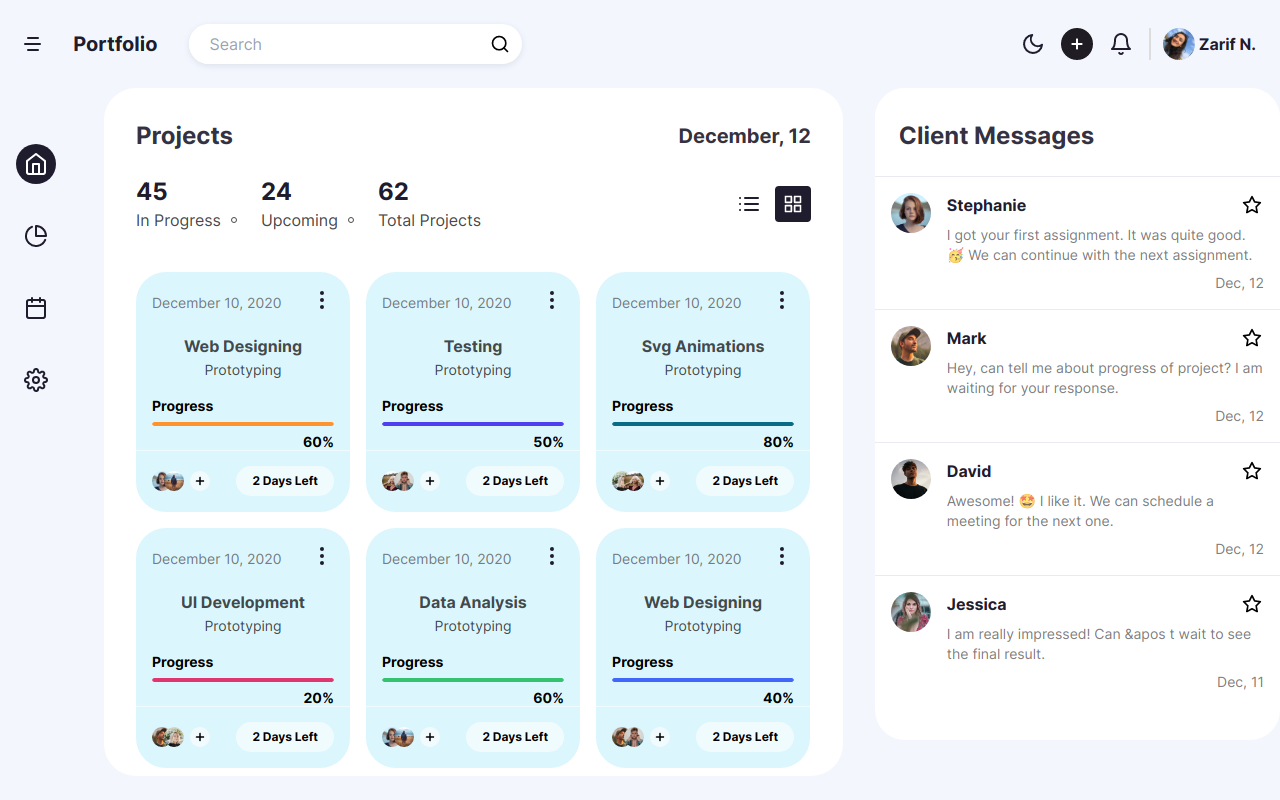 Portfolio
Search
Zarif N.
Projects
December, 12
45
In Progress
24
Upcoming
62
Total Projects
December 10, 2020
Web Designing
Prototyping
Progress
60%
2 Days Left
December 10, 2020
Testing
Prototyping
Progress
50%
2 Days Left
December 10, 2020
Svg Animations
Prototyping
Progress
80%
2 Days Left
December 10, 2020
UI Development
Prototyping
Progress
20%
2 Days Left
December 10, 2020
Data Analysis
Prototyping
Progress
60%
2 Days Left
December 10, 2020
Web Designing
Prototyping
Progress
40%
2 Days Left
Client Messages
Stephanie
I got your first assignment. It was quite good.
🥳 We can continue with the next assignment.
Dec, 12
Mark
Hey, can tell me about progress of project? I am
waiting for your response.
Dec, 12
David
Awesome! 🤩 I like it. We can schedule a
meeting for the next one.
Dec, 12
Jessica
I am really impressed! Can &apos t wait to see
the final result.
Dec, 11